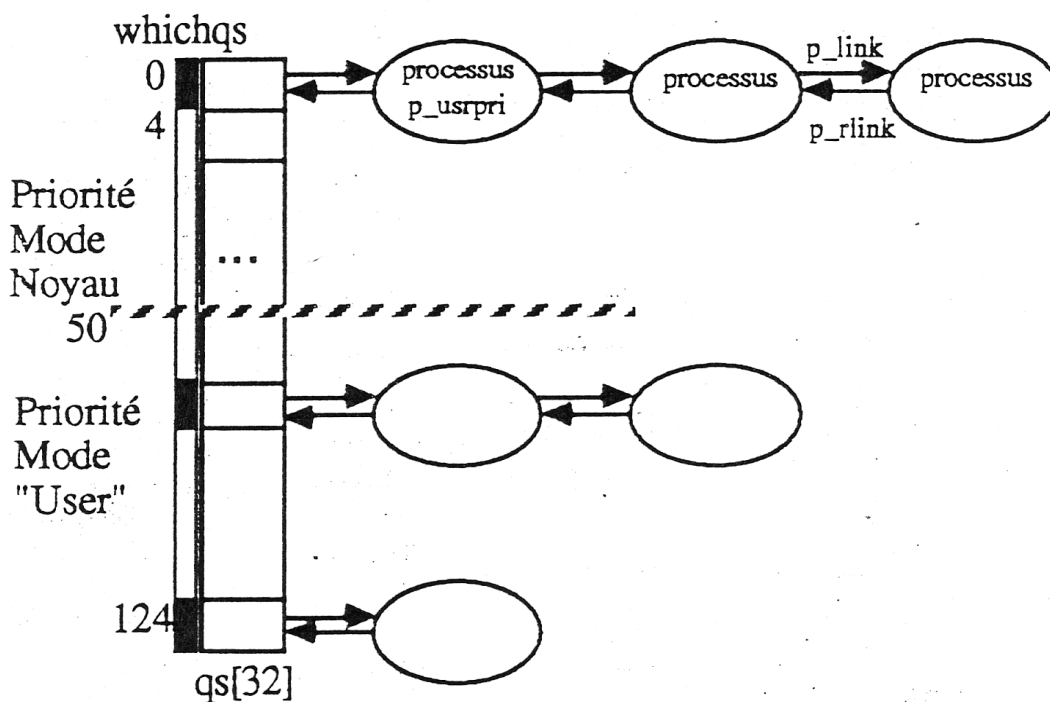 whichqs
0
4
processus
p_usrpri
processus
p_link
p_rlink
processus
Priorité
Mode
Noyau
...
50
Priorité
Mode
"User"
124
qs[32]